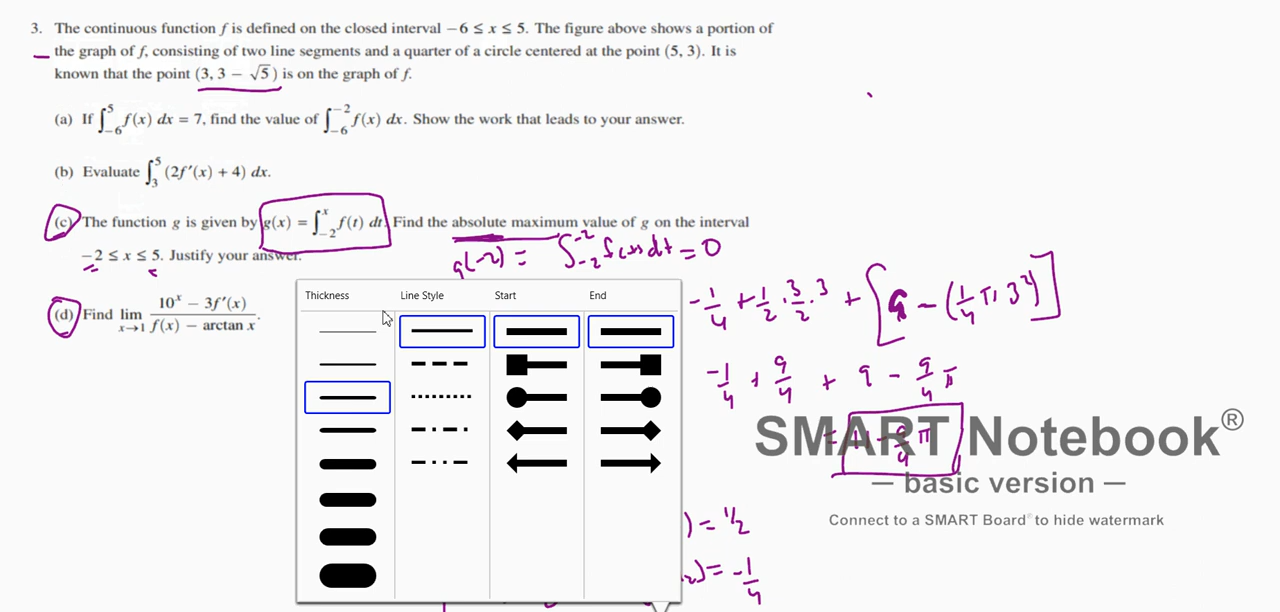 3. The continuous function f is defined on the closed interval −6 ≤ x ≤ 5. The figure above shows a portion of
the graph of f, consisting of two line segments and a quarter of a circle centered at the point (5, 3). It is
known that the point (3, 3 − √5) is on the graph of f.
(a) If ∫_{−6}^{5} f(x) dx = 7, find the value of ∫_{−6}^{−2} f(x) dx. Show the work that leads to your answer.
(b) Evaluate ∫_{3}^{5} (2f′(x) + 4) dx.
(c) The function g is given by g(x) = ∫_{−2}^{x} f(t) dt. Find the absolute maximum value of g on the interval
−2 ≤ x ≤ 5. Justify your answer.
g(-2) = ∫_{-2}^{-2} f(x) dt = 0
(d) Find lim_{x→1} (10^x − 3f′(x)) / (f(x) − arctan x).
Thickness Line Style Start End
-1/4 + 1/2 · 3/2 · 3 + [9 - (1/4 π · 3²)]
-1/4 + 9/4 + 9 - 9/4 π
= 11 - 9/4 π
SMART Notebook®
— basic version —
Connect to a SMART Board® to hide watermark
) = 1/2
) = -1/4